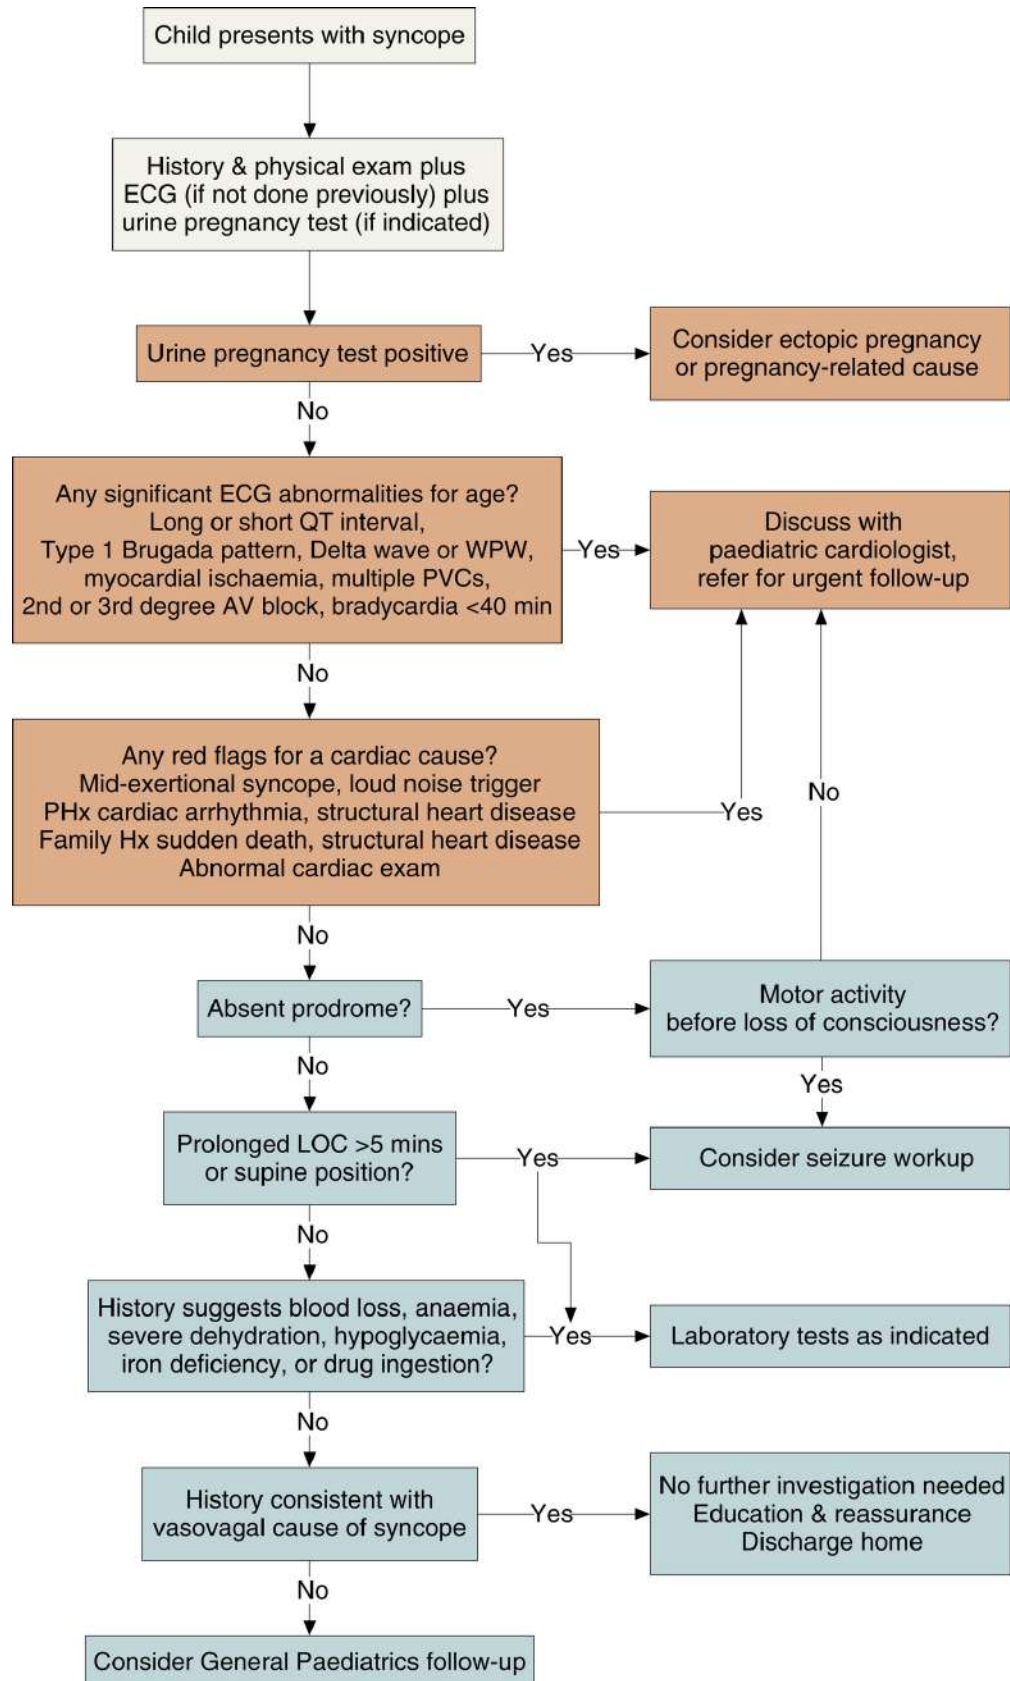 Child presents with syncope
History & physical exam plus
ECG (if not done previously) plus
urine pregnancy test (if indicated)
Urine pregnancy test positive
Yes
Consider ectopic pregnancy
or pregnancy-related cause
No
Any significant ECG abnormalities for age?
Long or short QT interval,
Type 1 Brugada pattern, Delta wave or WPW,
myocardial ischaemia, multiple PVCs,
2nd or 3rd degree AV block, bradycardia <40 min
Yes
Discuss with
paediatric cardiologist,
refer for urgent follow-up
No
Any red flags for a cardiac cause?
Mid-exertional syncope, loud noise trigger
PHx cardiac arrhythmia, structural heart disease
Family Hx sudden death, structural heart disease
Abnormal cardiac exam
Yes
No
No
Absent prodrome?
Yes
Motor activity
before loss of consciousness?
No
Yes
Prolonged LOC >5 mins
or supine position?
Yes
Consider seizure workup
No
History suggests blood loss, anaemia,
severe dehydration, hypoglycaemia,
iron deficiency, or drug ingestion?
Yes
Laboratory tests as indicated
No
History consistent with
vasovagal cause of syncope
Yes
No further investigation needed
Education & reassurance
Discharge home
No
Consider General Paediatrics follow-up